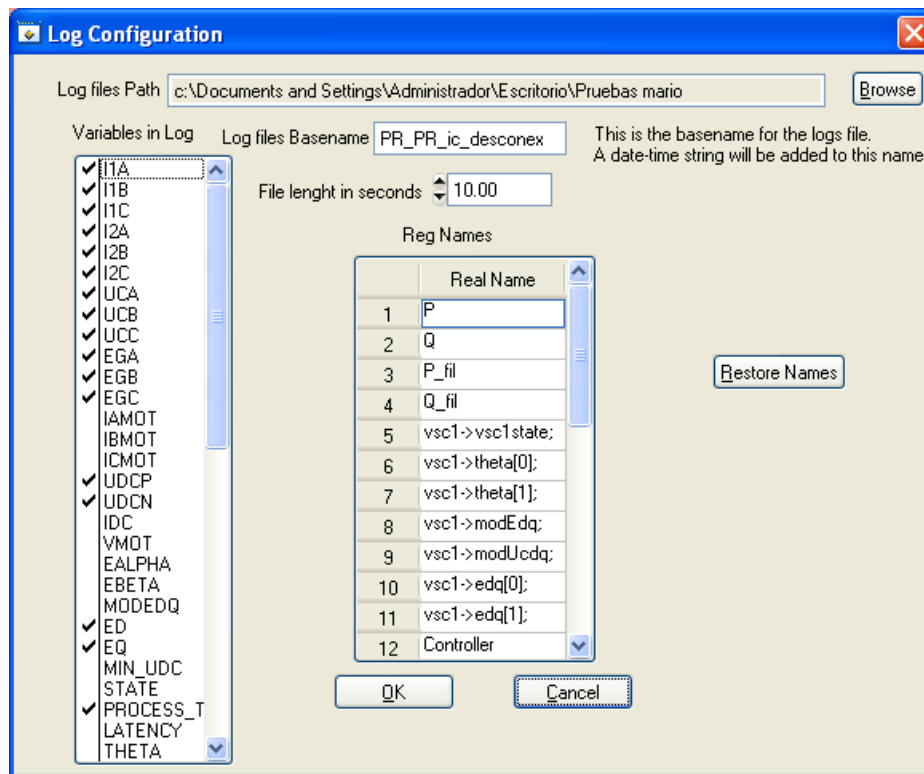 Log Configuration
Log files Path c:\Documents and Settings\Administrador\Escritorio\Pruebas mario Browse
Variables in Log
Log files Basename PR_PR_ic_desconex
This is the basename for the logs file.
A date-time string will be added to this name
File lenght in seconds 10.00
I1A
I1B
I1C
I2A
I2B
I2C
UCA
UCB
UCC
EGA
EGB
EGC
IAMOT
IBMOT
ICMOT
UDCP
UDCN
IDC
VMOT
EALPHA
EBETA
MODEDQ
ED
EQ
MIN_UDC
STATE
PROCESS_T
LATENCY
THETA
Reg Names
Real Name
1 P
2 Q
3 P_fil
4 Q_fil
5 vsc1->vsc1state;
6 vsc1->theta[0];
7 vsc1->theta[1];
8 vsc1->modEdq;
9 vsc1->modUcdq;
10 vsc1->edq[0];
11 vsc1->edq[1];
12 Controller
Restore Names
OK Cancel